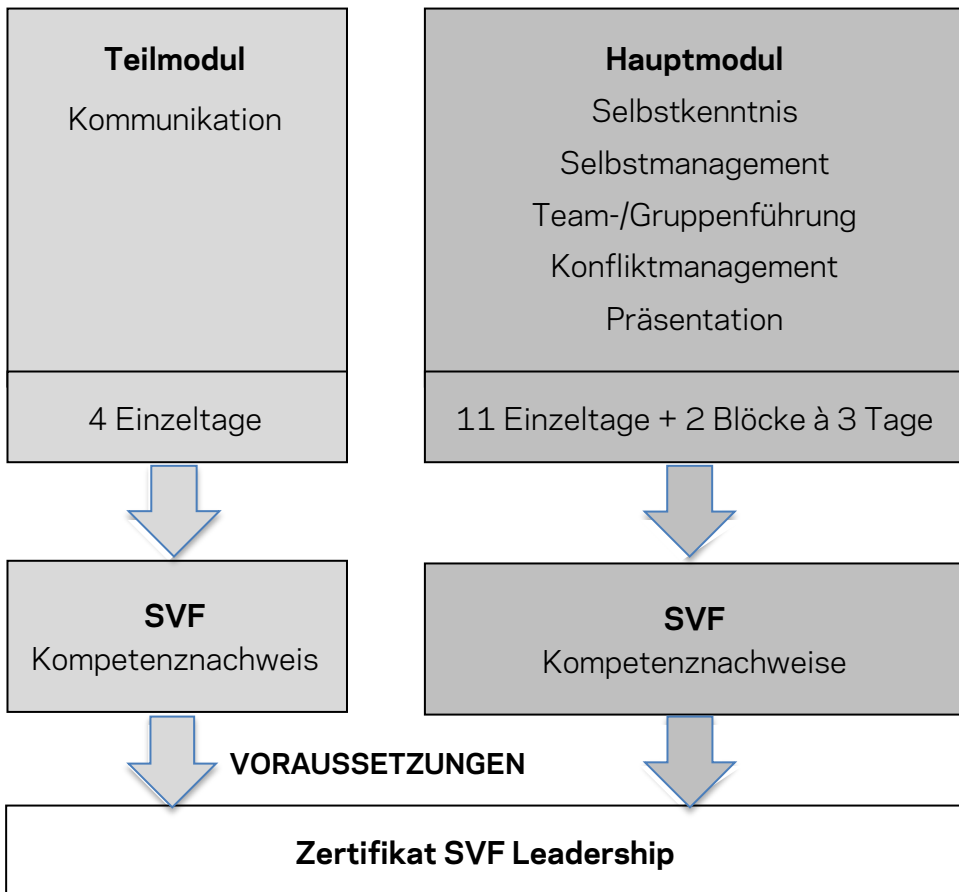 Teilmodul
Kommunikation
4 Einzeltage
SVF
Kompetenznachweis
Hauptmodul
Selbstkenntnis
Selbstmanagement
Team-/Gruppenführung
Konfliktmanagement
Präsentation
11 Einzeltage + 2 Blöcke à 3 Tage
SVF
Kompetenznachweise
VORAUSSETZUNGEN
Zertifikat SVF Leadership